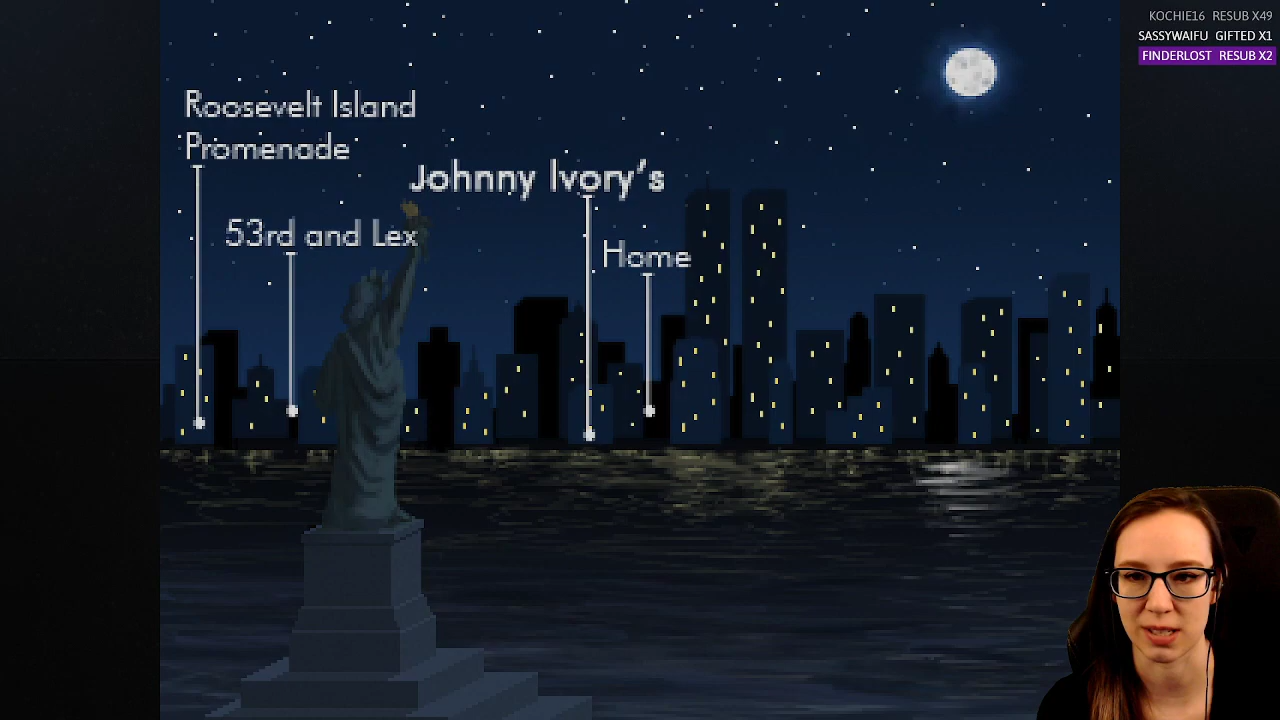 KOCHIE16 RESUB X49
SASSYWAIFU GIFTED X1
FINDERLOST RESUB X2
Roosevelt Island
Promenade
Johnny Ivory's
53rd and Lex
Home